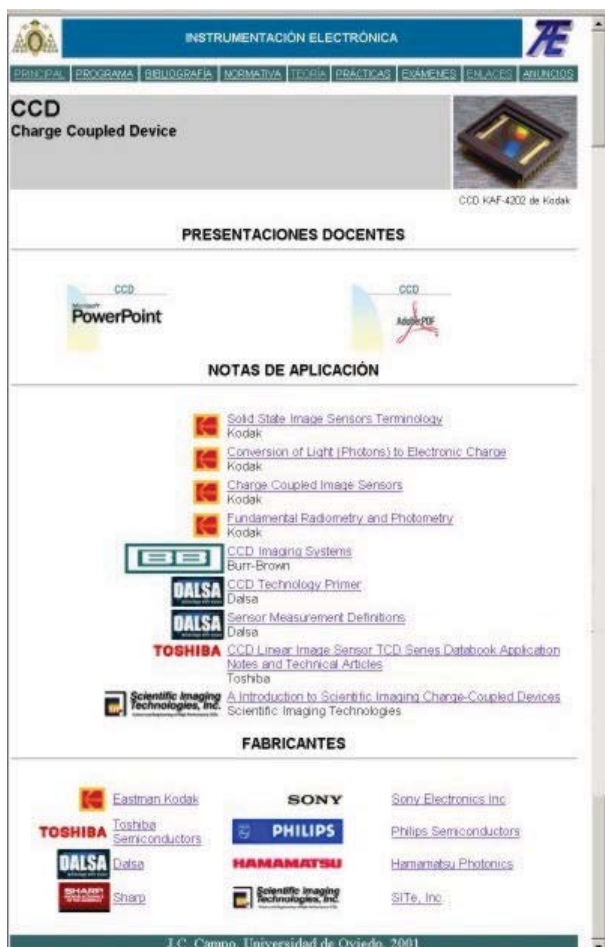 INSTRUMENTACIÓN ELECTRÓNICA
PRINCIPAL PROGRAMA BIBLIOGRAFÍA NORMATIVA TEORÍA PRÁCTICAS EXÁMENES ENLACES ANUNCIOS
CCD
Charge Coupled Device
CCD KAF-4202 de Kodak
PRESENTACIONES DOCENTES
CCD
Microsoft
PowerPoint
CCD
Adobe PDF
NOTAS DE APLICACIÓN
Solid State Image Sensors Terminology
Kodak
Conversion of Light (Photons) to Electronic Charge
Kodak
Charge Coupled Image Sensors
Kodak
Fundamental Radiometry and Photometry
Kodak
BB CCD Imaging Systems
Burr-Brown
DALSA CCD Technology Primer
Dalsa
DALSA Sensor Measurement Definitions
Dalsa
TOSHIBA CCD Linear Image Sensor TCD Series Databook Application
Notes and Technical Articles
Toshiba
Scientific Imaging Technologies, Inc. A Introduction to Scientific Imaging Charge-Coupled Devices
Scientific Imaging Technologies
FABRICANTES
Eastman Kodak SONY Sony Electronics Inc
TOSHIBA Toshiba Semiconductors PHILIPS Philips Semiconductors
DALSA Dalsa HAMAMATSU Hamamatsu Photonics
SHARP Sharp Scientific Imaging Technologies, Inc. SITe, Inc.
J.C. Campo, Universidad de Oviedo, 2001